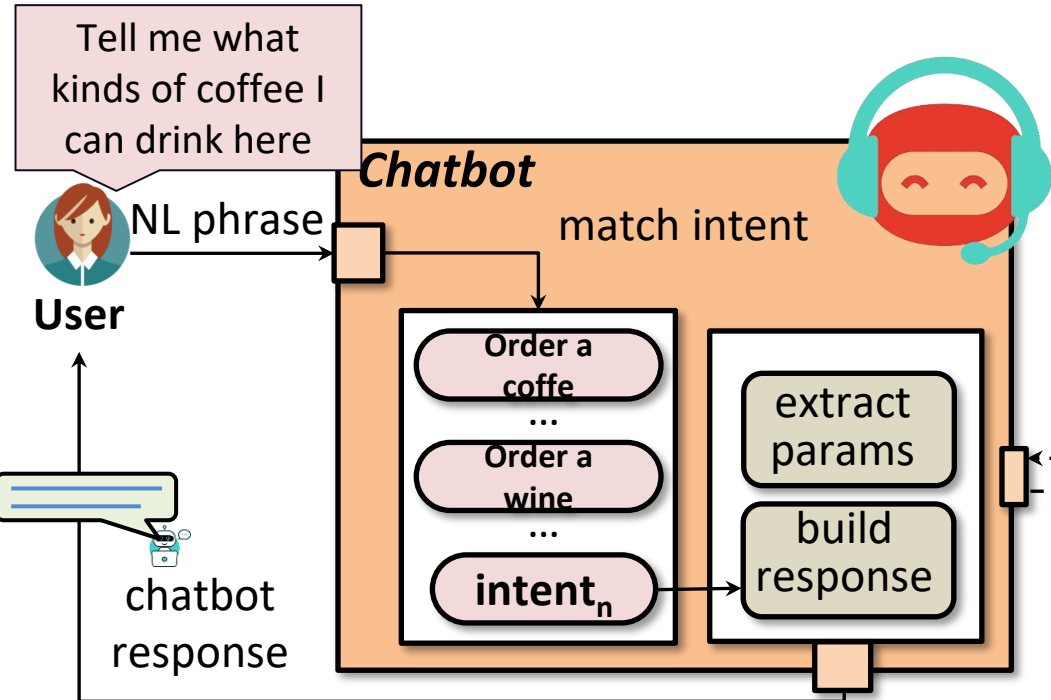 Tell me what
kinds of coffee I
can drink here
Chatbot
NL phrase
match intent
User
Order a
coffe
...
Order a
wine
...
intentn
extract
params
build
response
chatbot
response